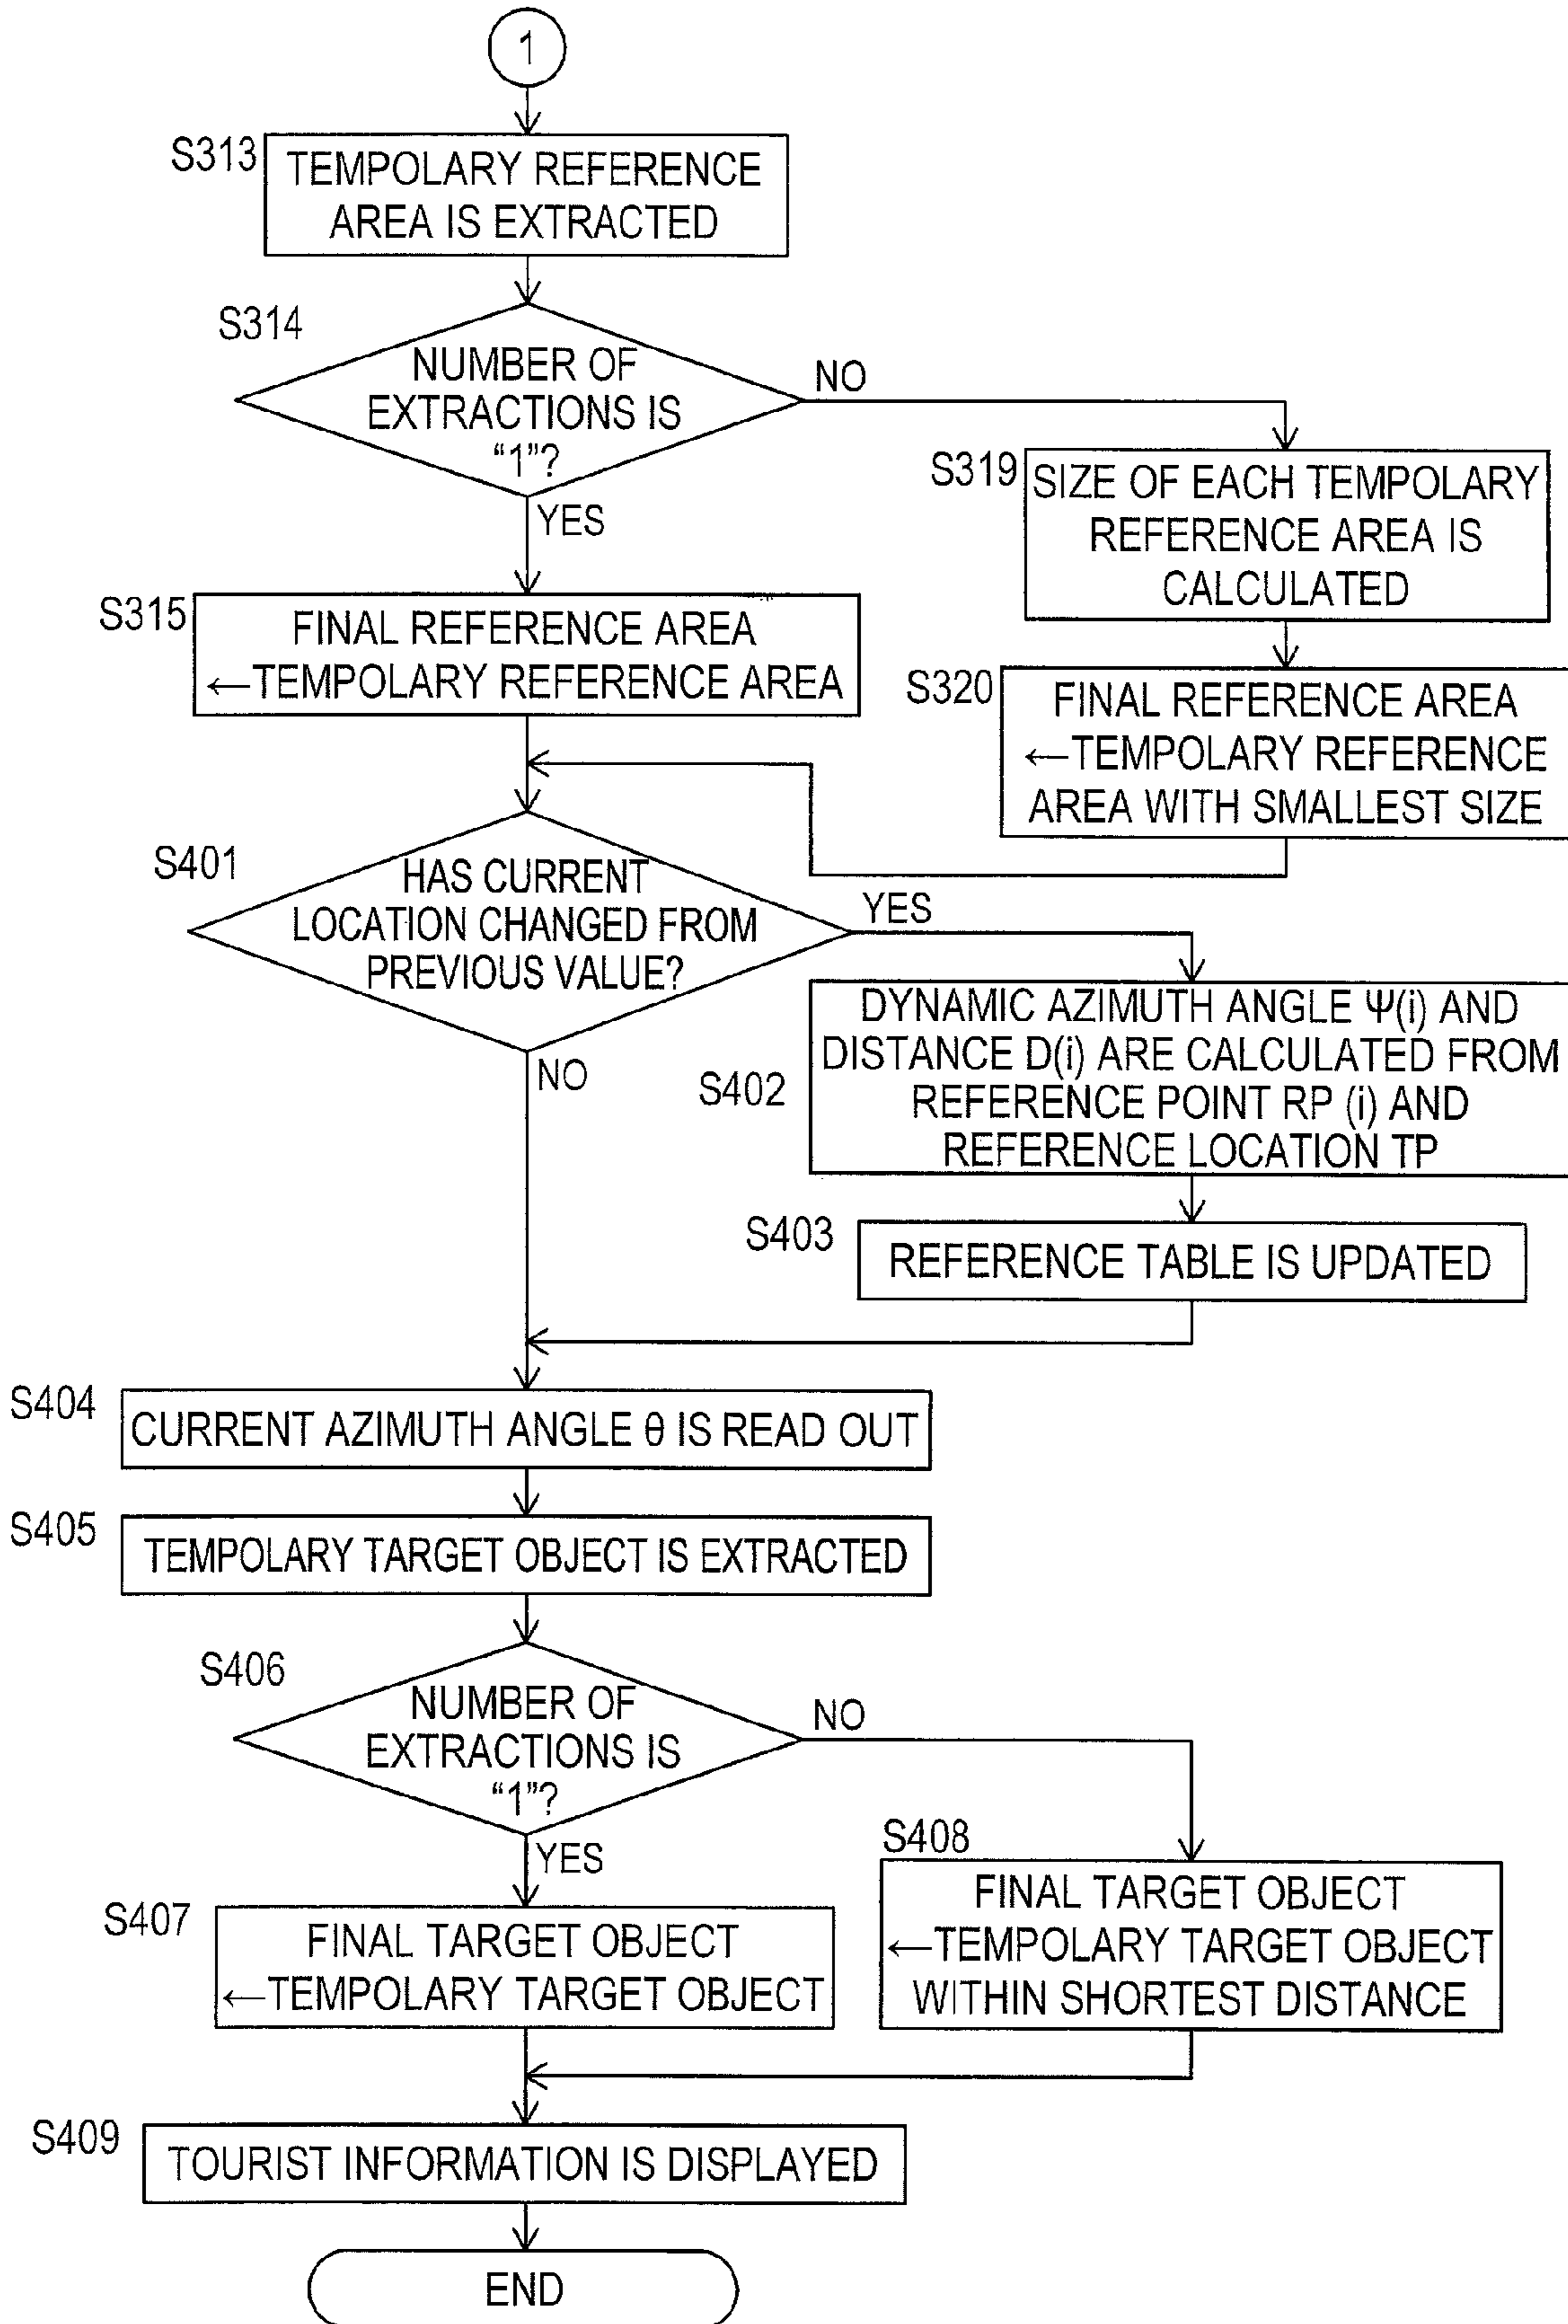 1
S313
TEMPOLARY REFERENCE
AREA IS EXTRACTED
S314
NUMBER OF
EXTRACTIONS IS
“1”?
NO
YES
S319
SIZE OF EACH TEMPOLARY
REFERENCE AREA IS
CALCULATED
S315
FINAL REFERENCE AREA
←TEMPOLARY REFERENCE AREA
S320
FINAL REFERENCE AREA
←TEMPOLARY REFERENCE
AREA WITH SMALLEST SIZE
S401
HAS CURRENT
LOCATION CHANGED FROM
PREVIOUS VALUE?
YES
NO
S402
DYNAMIC AZIMUTH ANGLE Ψ(i) AND
DISTANCE D(i) ARE CALCULATED FROM
REFERENCE POINT RP (i) AND
REFERENCE LOCATION TP
S403
REFERENCE TABLE IS UPDATED
S404
CURRENT AZIMUTH ANGLE θ IS READ OUT
S405
TEMPOLARY TARGET OBJECT IS EXTRACTED
S406
NUMBER OF
EXTRACTIONS IS
“1”?
NO
YES
S407
FINAL TARGET OBJECT
←TEMPOLARY TARGET OBJECT
S408
FINAL TARGET OBJECT
←TEMPOLARY TARGET OBJECT
WITHIN SHORTEST DISTANCE
S409
TOURIST INFORMATION IS DISPLAYED
END